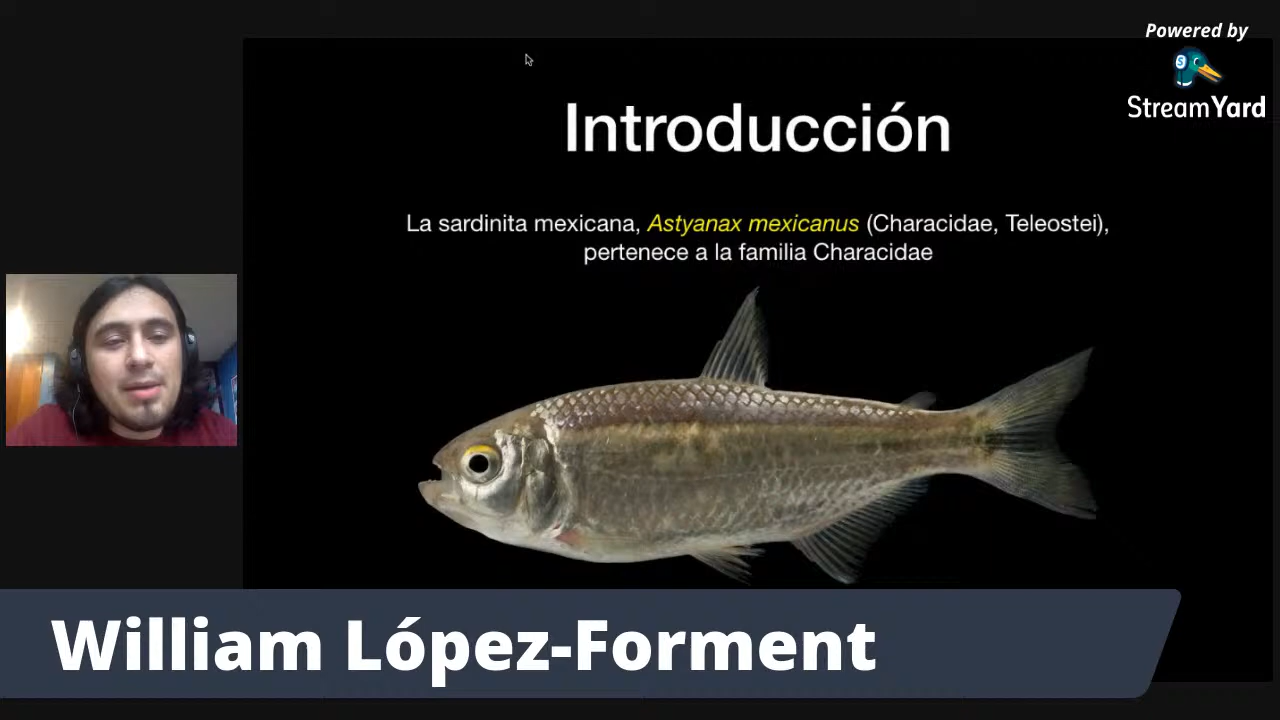 Powered by
StreamYard
Introducción
La sardinita mexicana, Astyanax mexicanus (Characidae, Teleostei),
pertenece a la familia Characidae
William López-Forment